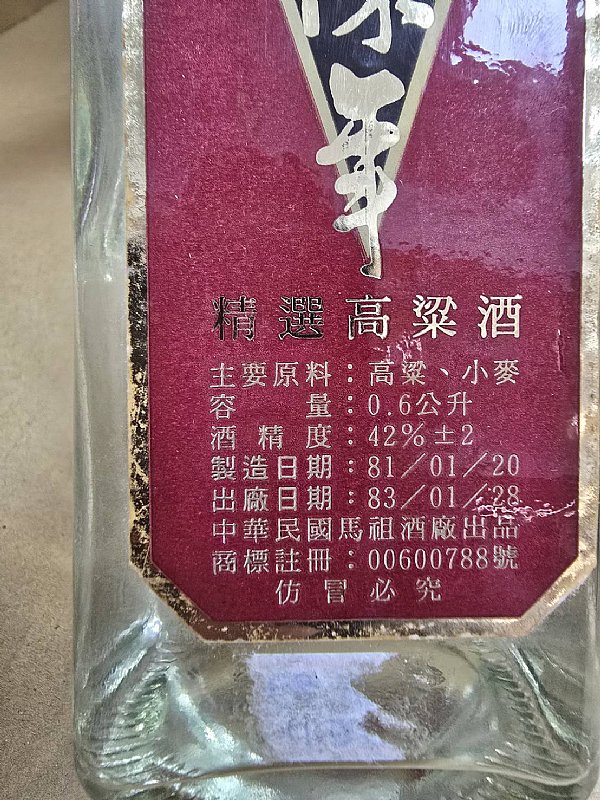 陳年
精選高粱酒
主要原料：高粱、小麥
容　　量：0.6公升
酒精度：42%±2
製造日期：81／01／20
出廠日期：83／01／28
中華民國馬祖酒廠出品
商標註冊：00600788號
仿冒必究